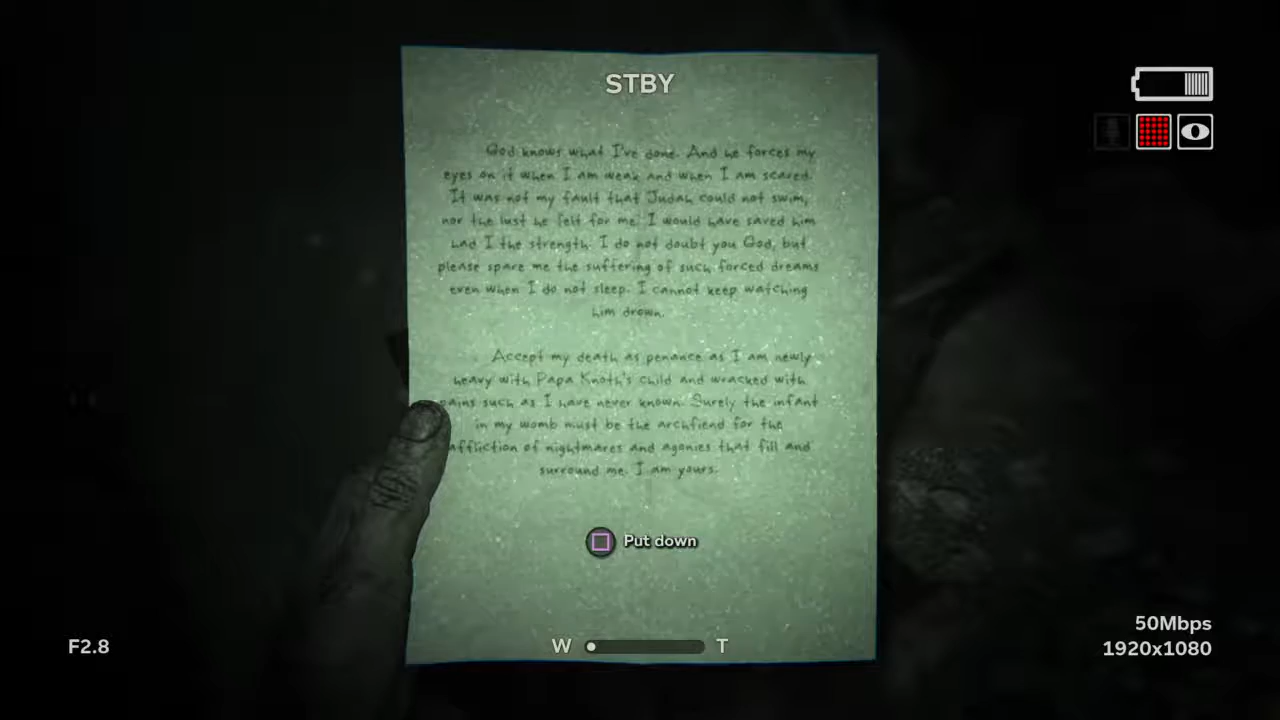 STBY
God knows what I've done. And he forces my
eyes on it when I am weak and when I am scared.
It was not my fault that Judah could not swim,
nor the lust he felt for me. I would have saved him
had I the strength. I do not doubt you God, but
please spare me the suffering of such forced dreams
even when I do not sleep. I cannot keep watching
him drown.
Accept my death as penance as I am newly
heavy with Papa Knoth's child and wracked with
pains such as I have never known. Surely the infant
in my womb must be the archfiend for the
affliction of nightmares and agonies that fill and
surround me. I am yours.
Put down
W T
F2.8
50Mbps
1920x1080